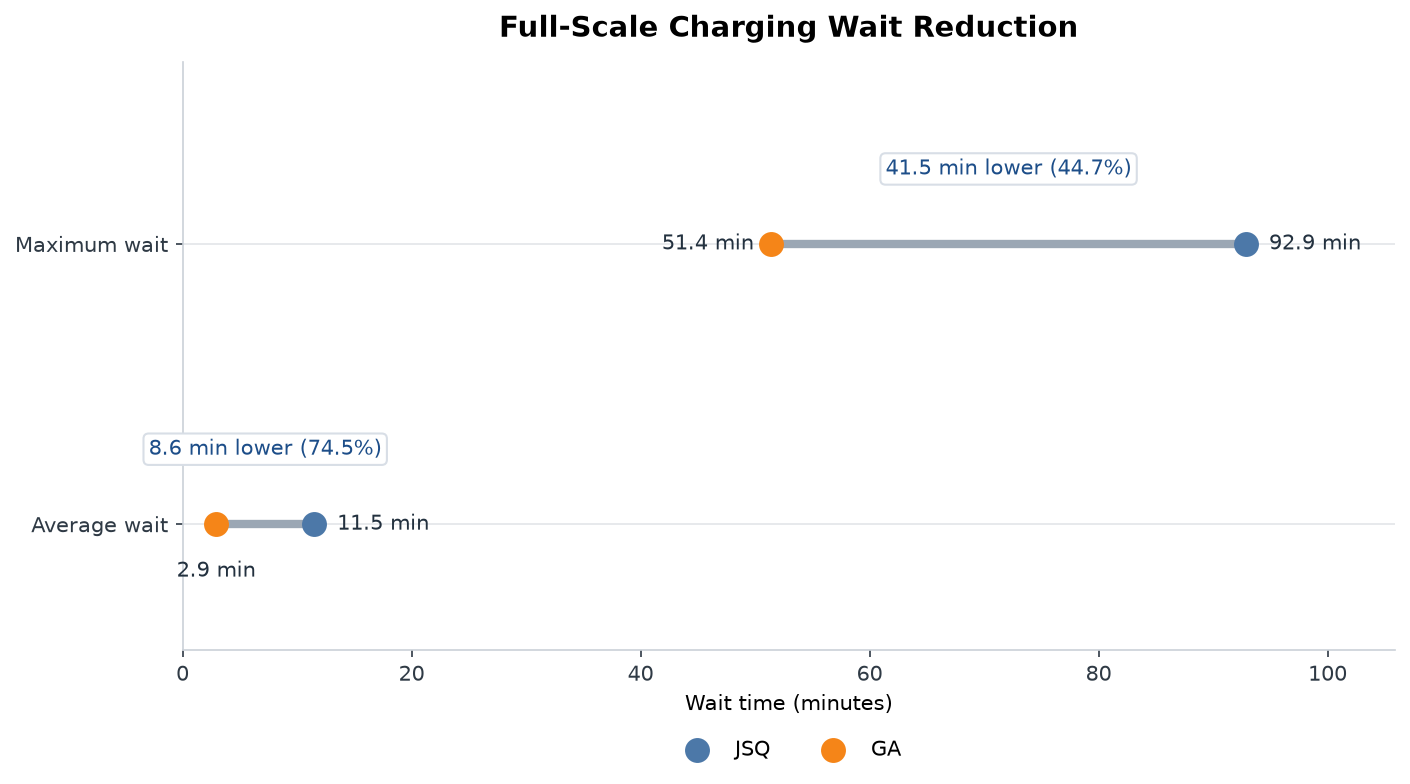 Full-Scale Charging Wait Reduction
41.5 min lower (44.7%)
Maximum wait
51.4 min
92.9 min
8.6 min lower (74.5%)
Average wait
11.5 min
2.9 min
0 20 40 60 80 100
Wait time (minutes)
JSQ GA